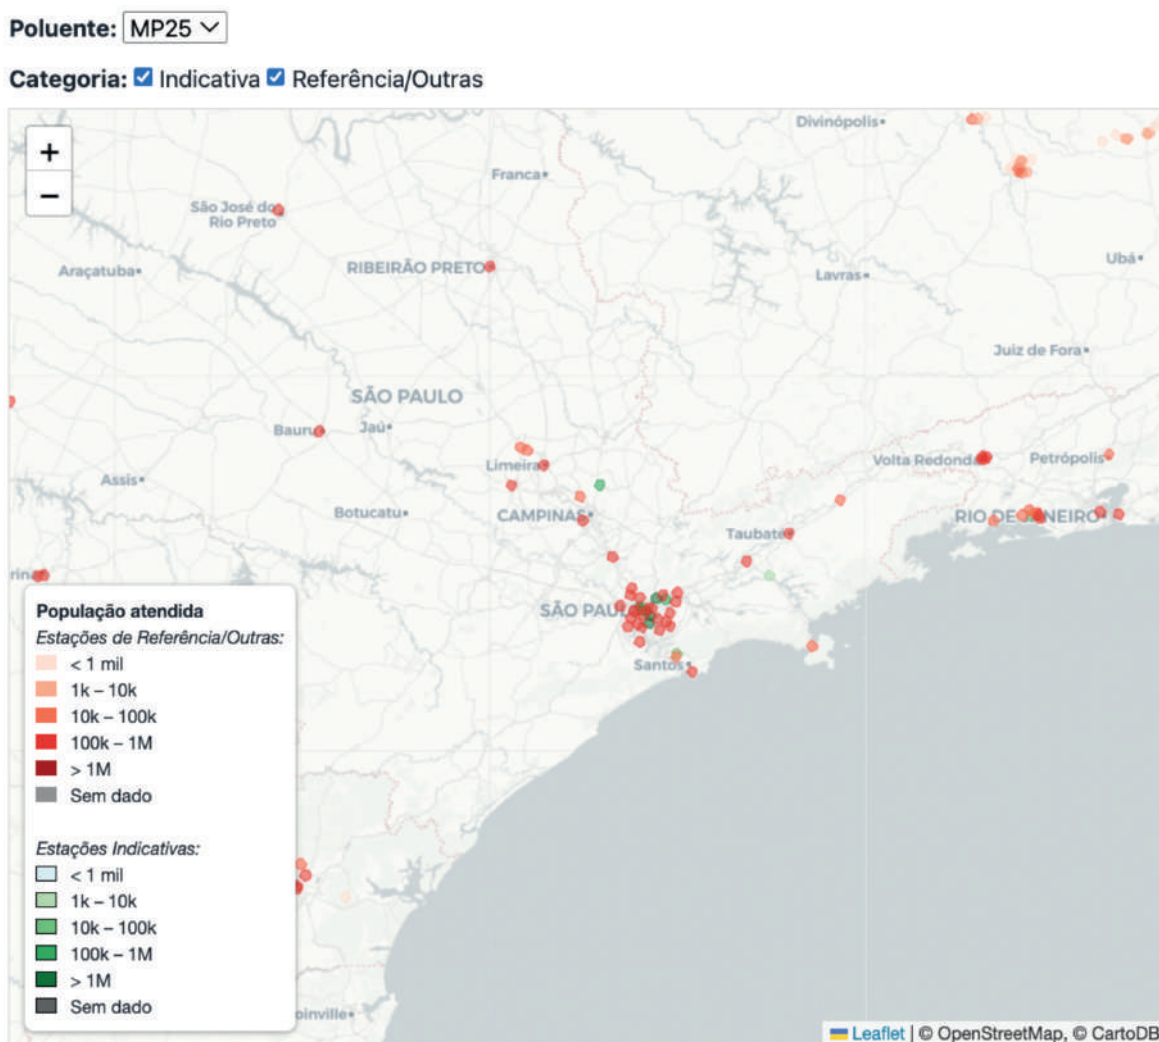 Poluente: MP25
Categoria: Indicativa Referência/Outras
+
−
Divinópolis
Franca
São José do
Rio Preto
RIBEIRÃO PRETO
Araçatuba
Lavras
Ubá
Juiz de Fora
SÃO PAULO
Bauru
Jaú
Limeira
Volta Redonda
Petrópolis
Assis
Botucatu
CAMPINAS
RIO DE JANEIRO
Taubaté
SÃO PAUL
Santos
População atendida
Estações de Referência/Outras:
< 1 mil
1k – 10k
10k – 100k
100k – 1M
> 1M
Sem dado
Estações Indicativas:
< 1 mil
1k – 10k
10k – 100k
100k – 1M
> 1M
Sem dado
oinville
Leaflet | © OpenStreetMap, © CartoDB